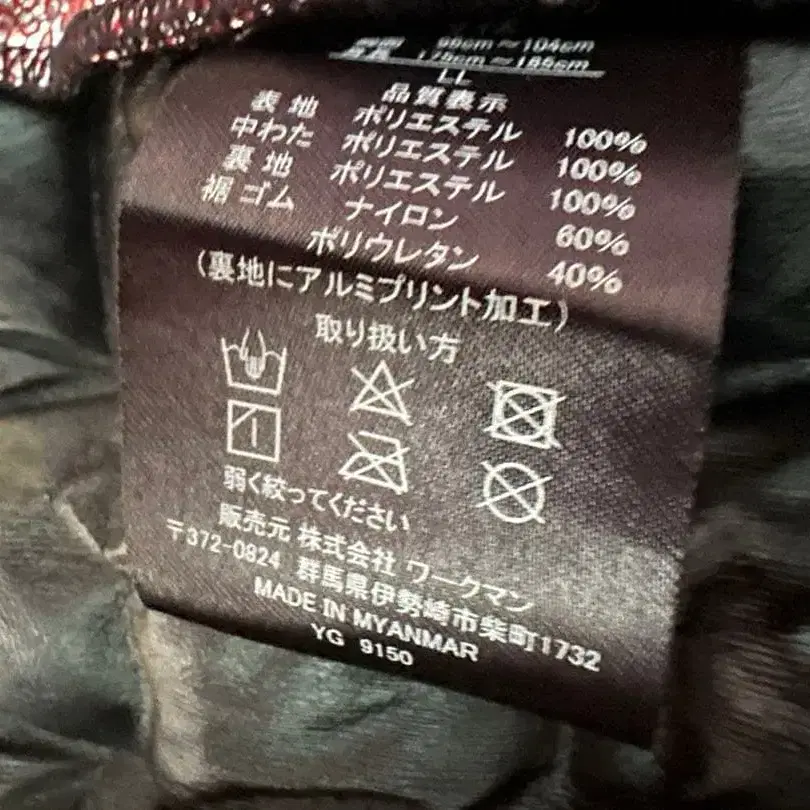 96cm～104cm
175cm～185cm
LL
品質表示
表 地 ポリエステル 100%
中わた ポリエステル 100%
裏 地 ポリエステル 100%
裾 ゴム ナイロン 60%
ポリウレタン 40%
(裏地にアルミプリント加工)
取り扱い方
弱く絞ってください
販売元 株式会社 ワークマン
〒372-0824 群馬県伊勢崎市柴町1732
MADE IN MYANMAR
YG 9150